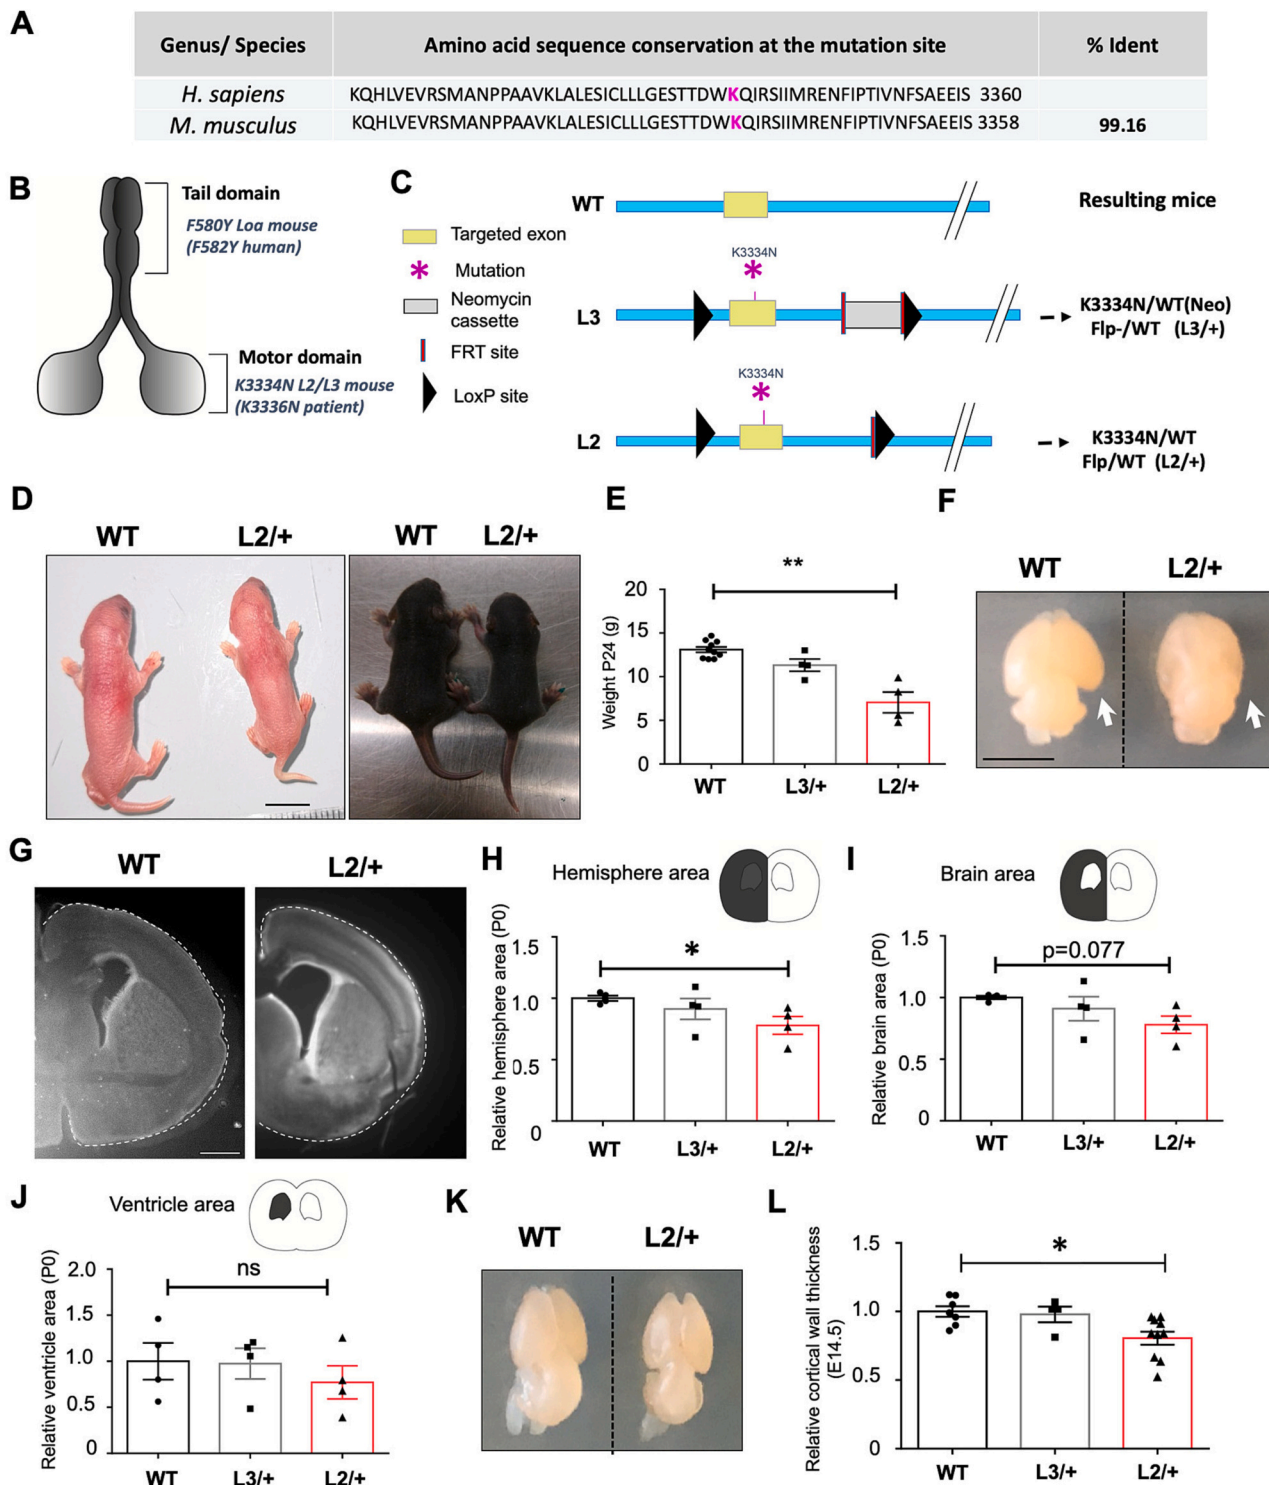 A
Genus/ Species Amino acid sequence conservation at the mutation site % Ident
H. sapiens KQHLVEVRSMANPPAAVKLALESICLLLGESTTDWKQIRSIIMRENFIPTIVNFSAEEIS 3360
M. musculus KQHLVEVRSMANPPAAVKLALESICLLLGESTTDWKQIRSIIMRENFIPTIVNFSAEEIS 3358 99.16
B
Tail domain
F580Y Loa mouse
(F582Y human)
Motor domain
K3334N L2/L3 mouse
(K3336N patient)
C
Targeted exon
Mutation
Neomycin
cassette
FRT site
LoxP site
WT
Resulting mice
K3334N
L3
K3334N/WT(Neo)
Flp-/WT (L3/+)
K3334N
L2
K3334N/WT
Flp/WT (L2/+)
D
WT L2/+ WT L2/+
E
**
Weight P24 (g)
20
15
10
5
0
WT L3/+ L2/+
F
WT L2/+
G
WT L2/+
H
Hemisphere area
Relative hemisphere area (P0)
*
1.5
1.0
0.5
0
WT L3/+ L2/+
I
Brain area
Relative brain area (P0)
p=0.077
1.5
1.0
0.5
0
WT L3/+ L2/+
J
Ventricle area
Relative ventricle area (P0)
ns
2.0
1.0
0.5
0
WT L3/+ L2/+
K
WT L2/+
L
Relative cortical wall thickness
(E14.5)
*
1.5
1.0
0.5
0
WT L3/+ L2/+